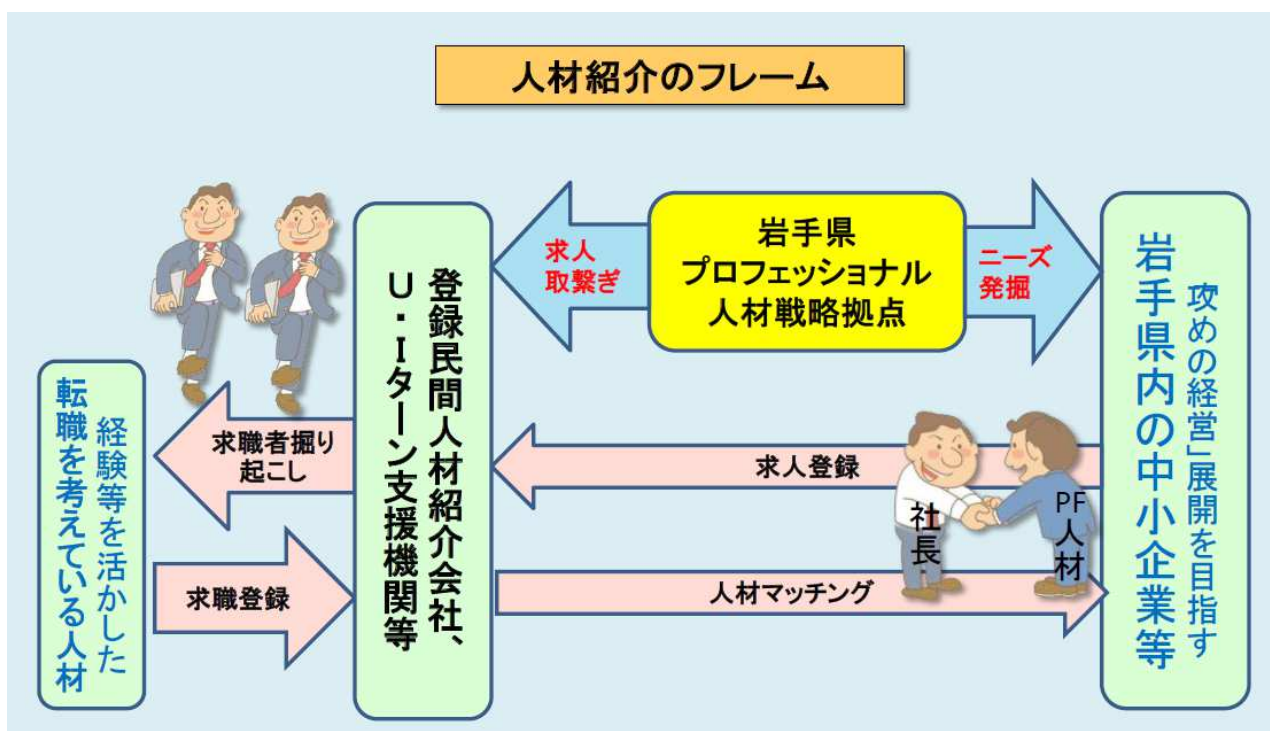 人材紹介のフレーム
岩手県
プロフェッショナル
人材戦略拠点
求人
取繋ぎ
ニーズ
発掘
登録民間人材紹介会社、
U・Iターン支援機関等
「攻めの経営」展開を目指す
岩手県内の中小企業等
経験等を活かした
転職を考えている人材
求職者掘り
起こし
求職登録
求人登録
人材マッチング
社長
PF人材